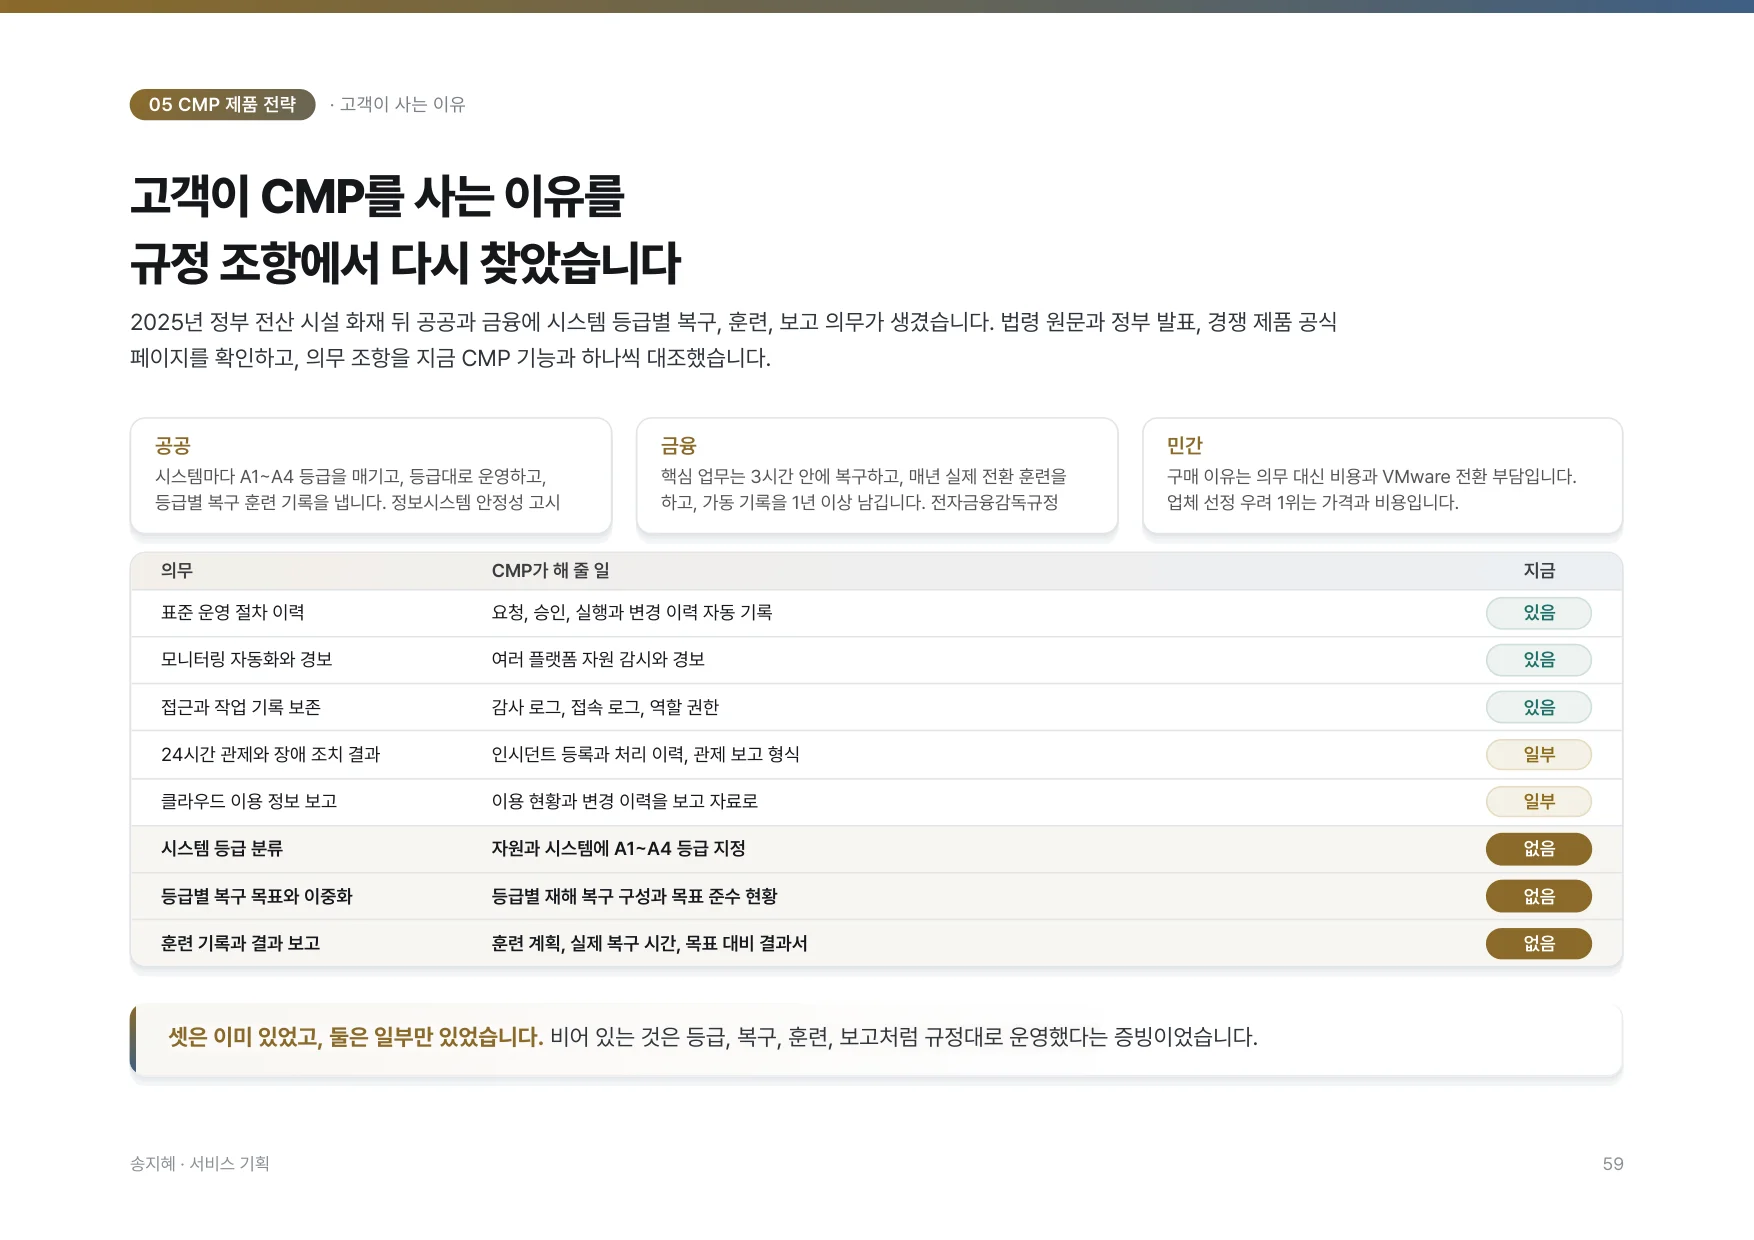 05 CMP 제품 전략 · 고객이 사는 이유
고객이 CMP를 사는 이유를
규정 조항에서 다시 찾았습니다
2025년 정부 전산 시설 화재 뒤 공공과 금융에 시스템 등급별 복구, 훈련, 보고 의무가 생겼습니다. 법령 원문과 정부 발표, 경쟁 제품 공식
페이지를 확인하고, 의무 조항을 지금 CMP 기능과 하나씩 대조했습니다.
공공
시스템마다 A1~A4 등급을 매기고, 등급대로 운영하고,
등급별 복구 훈련 기록을 냅니다. 정보시스템 안정성 고시
금융
핵심 업무는 3시간 안에 복구하고, 매년 실제 전환 훈련을
하고, 가동 기록을 1년 이상 남깁니다. 전자금융감독규정
민간
구매 이유는 의무 대신 비용과 VMware 전환 부담입니다.
업체 선정 우려 1위는 가격과 비용입니다.
의무 CMP가 해 줄 일 지금
표준 운영 절차 이력 요청, 승인, 실행과 변경 이력 자동 기록 있음
모니터링 자동화와 경보 여러 플랫폼 자원 감시와 경보 있음
접근과 작업 기록 보존 감사 로그, 접속 로그, 역할 권한 있음
24시간 관제와 장애 조치 결과 인시던트 등록과 처리 이력, 관제 보고 형식 일부
클라우드 이용 정보 보고 이용 현황과 변경 이력을 보고 자료로 일부
시스템 등급 분류 자원과 시스템에 A1~A4 등급 지정 없음
등급별 복구 목표와 이중화 등급별 재해 복구 구성과 목표 준수 현황 없음
훈련 기록과 결과 보고 훈련 계획, 실제 복구 시간, 목표 대비 결과서 없음
셋은 이미 있었고, 둘은 일부만 있었습니다. 비어 있는 것은 등급, 복구, 훈련, 보고처럼 규정대로 운영했다는 증빙이었습니다.
송지혜 · 서비스 기획 59